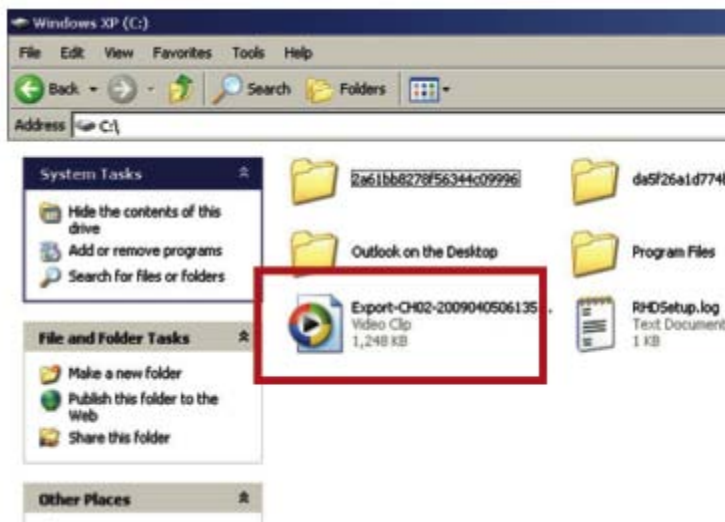 Windows XP (C:)
File Edit View Favorites Tools Help
Back Search Folders
Address C:\
System Tasks
Hide the contents of this
drive
Add or remove programs
Search for files or folders
File and Folder Tasks
Make a new folder
Publish this folder to the
Web
Share this folder
Other Places
2a61bb8278f56344c09996
Outlook on the Desktop
Program Files
Export-CH02-2009040506135...
Video Clip
1,248 KB
RHDSetup.log
Text Document
1 KB